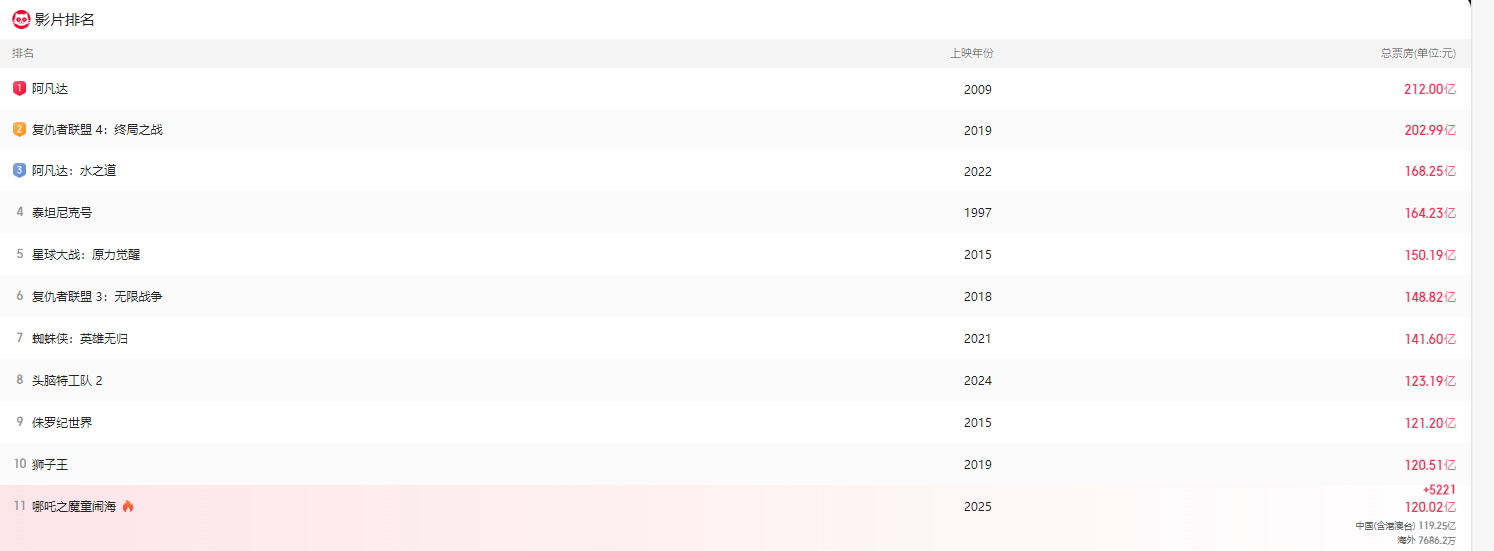 影片排名
排名 上映年份 总票房(单位:元)
1 阿凡达 2009 212.00亿
2 复仇者联盟 4：终局之战 2019 202.99亿
3 阿凡达：水之道 2022 168.25亿
4 泰坦尼克号 1997 164.23亿
5 星球大战：原力觉醒 2015 150.19亿
6 复仇者联盟 3：无限战争 2018 148.82亿
7 蜘蛛侠：英雄无归 2021 141.60亿
8 头脑特工队 2 2024 123.19亿
9 侏罗纪世界 2015 121.20亿
10 狮子王 2019 120.51亿
+5221
11 哪吒之魔童闹海 2025 120.02亿
中国(含港澳台) 119.25亿
海外 7686.2万